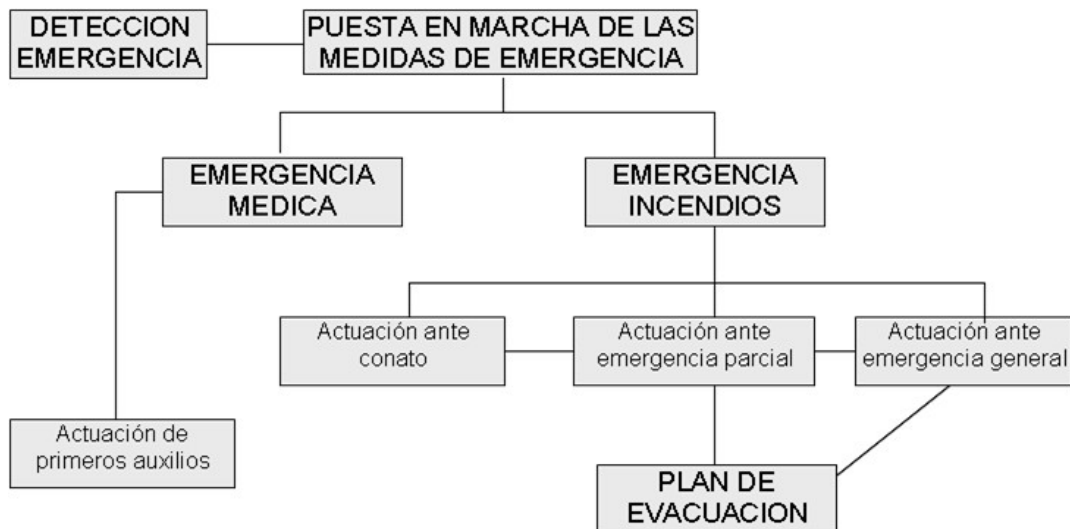 DETECCION
EMERGENCIA
PUESTA EN MARCHA DE LAS
MEDIDAS DE EMERGENCIA
EMERGENCIA
MEDICA
EMERGENCIA
INCENDIOS
Actuación ante
conato
Actuación ante
emergencia parcial
Actuación ante
emergencia general
Actuación de
primeros auxilios
PLAN DE
EVACUACION